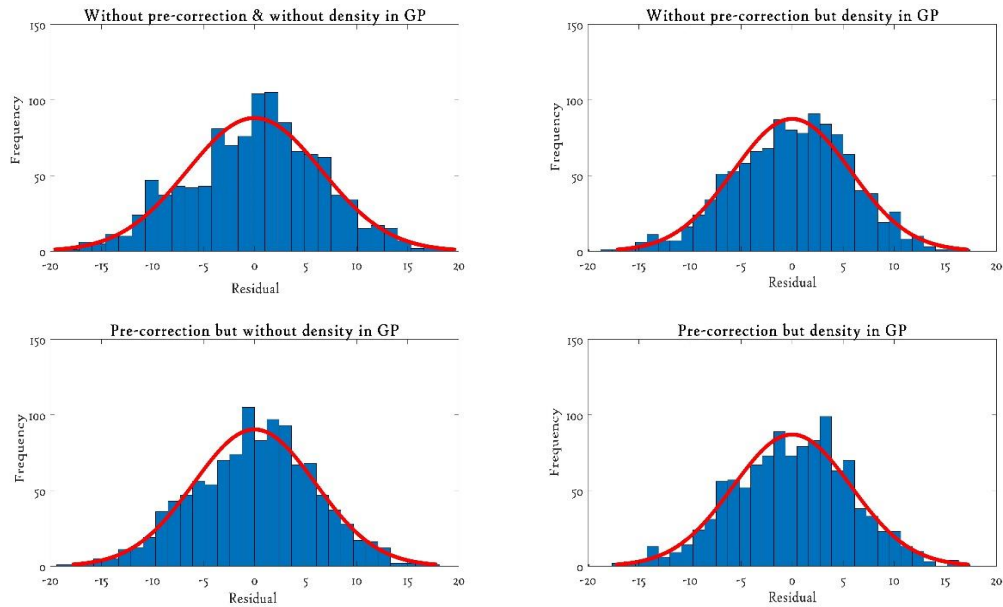 Without pre-correction & without density in GP
150
100
50
0
Frequency
-20 -15 -10 -5 0 5 10 15 20
Residual
Without pre-correction but density in GP
150
100
50
0
Frequency
-20 -15 -10 -5 0 5 10 15 20
Residual
Pre-correction but without density in GP
150
100
50
0
Frequency
-20 -15 -10 -5 0 5 10 15 20
Residual
Pre-correction but density in GP
150
100
50
0
Frequency
-20 -15 -10 -5 0 5 10 15 20
Residual